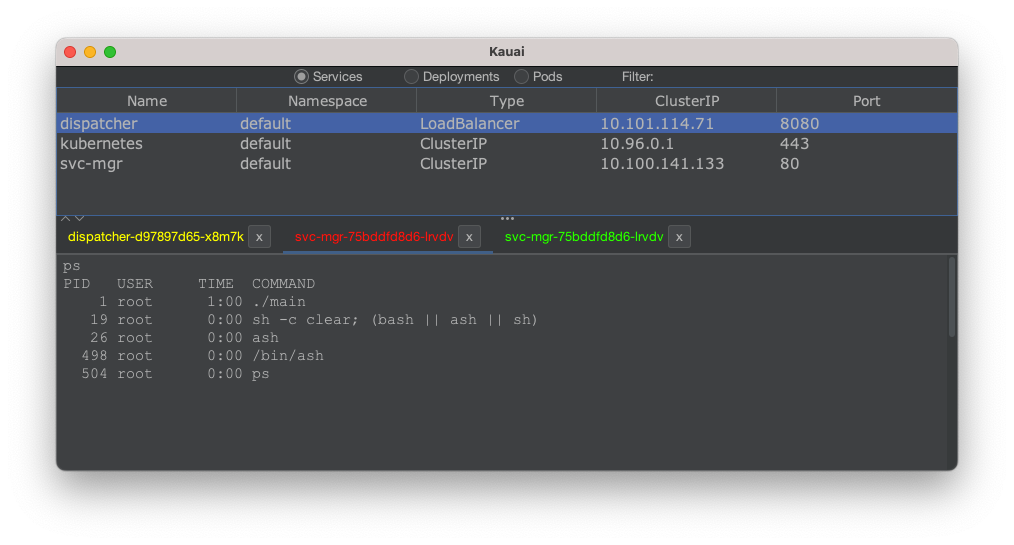 Kauai
Services Deployments Pods Filter:
Name Namespace Type ClusterIP Port
dispatcher default LoadBalancer 10.101.114.71 8080
kubernetes default ClusterIP 10.96.0.1 443
svc-mgr default ClusterIP 10.100.141.133 80
dispatcher-d97897d65-x8m7k x svc-mgr-75bddfd8d6-lrvdv x svc-mgr-75bddfd8d6-lrvdv x
ps
PID USER TIME COMMAND
1 root 1:00 ./main
19 root 0:00 sh -c clear; (bash || ash || sh)
26 root 0:00 ash
498 root 0:00 /bin/ash
504 root 0:00 ps